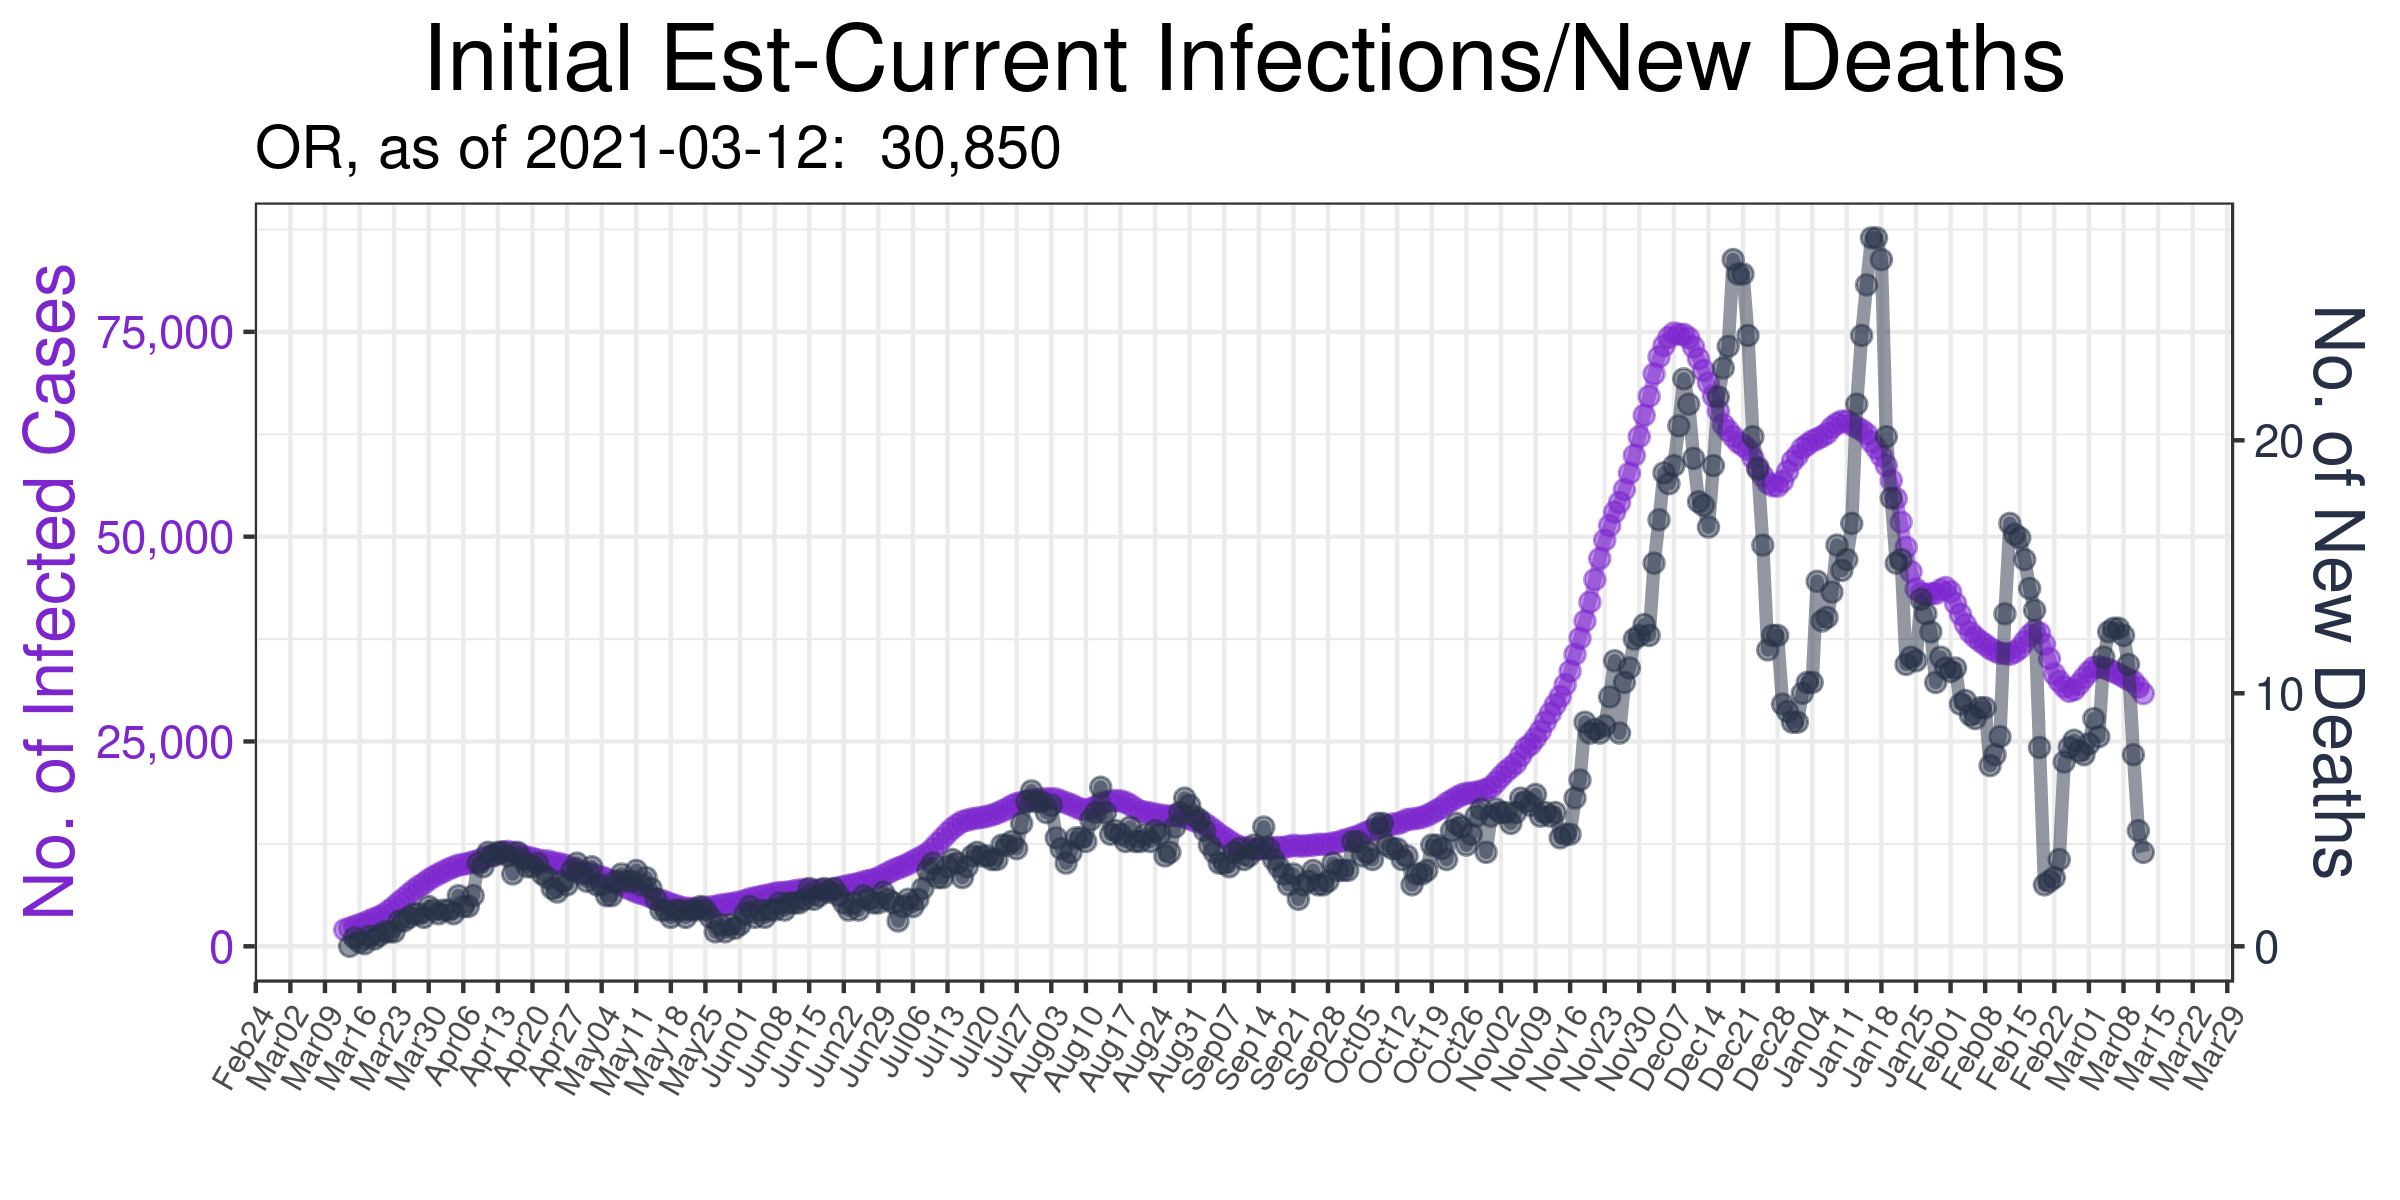 Initial Est-Current Infections/New Deaths
OR, as of 2021-03-12:  30,850
No. of Infected Cases
75,000
50,000
25,000
0
20
10
0
No. of New Deaths
Feb24
Mar02
Mar09
Mar16
Mar23
Mar30
Apr06
Apr13
Apr20
Apr27
May04
May11
May18
May25
Jun01
Jun08
Jun15
Jun22
Jun29
Jul06
Jul13
Jul20
Jul27
Aug03
Aug10
Aug17
Aug24
Aug31
Sep07
Sep14
Sep21
Sep28
Oct05
Oct12
Oct19
Oct26
Nov02
Nov09
Nov16
Nov23
Nov30
Dec07
Dec14
Dec21
Dec28
Jan04
Jan11
Jan18
Jan25
Feb01
Feb08
Feb15
Feb22
Mar01
Mar08
Mar15
Mar22
Mar29